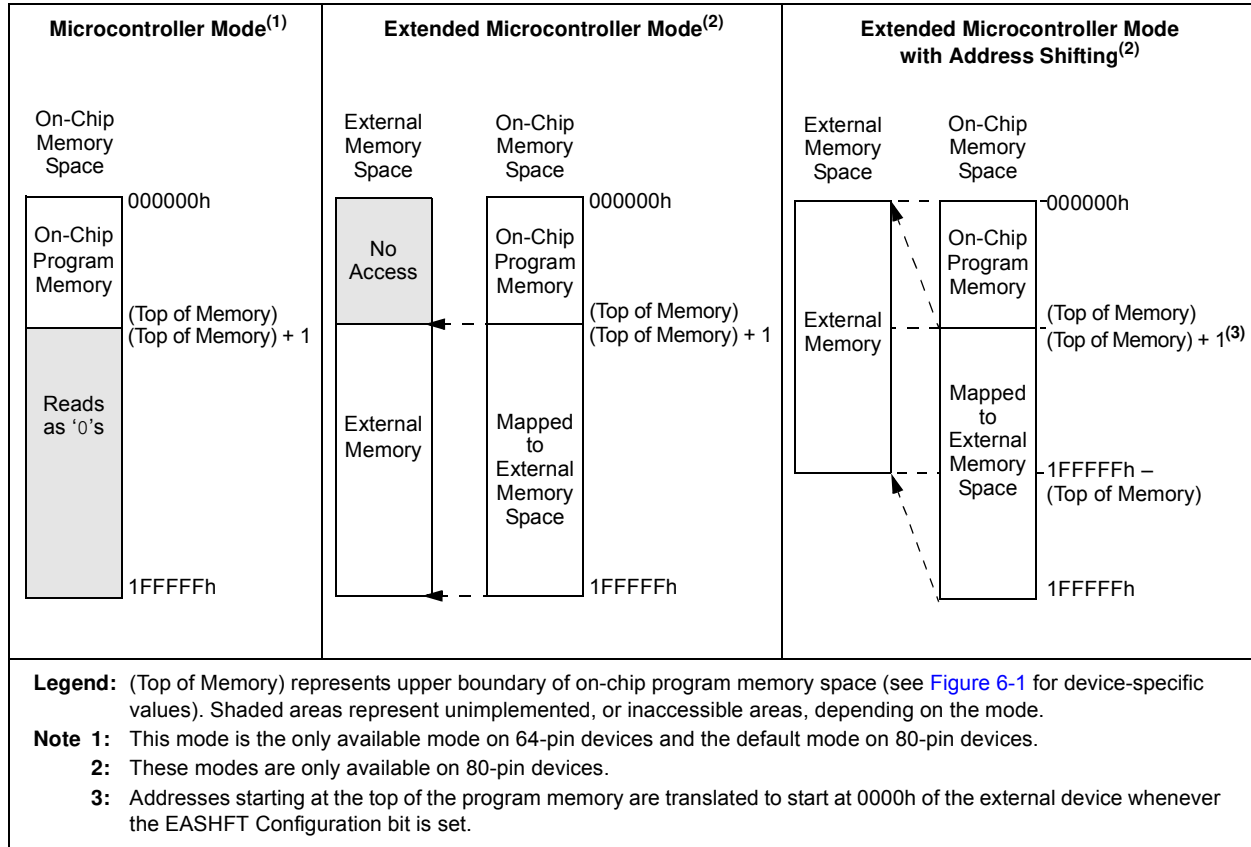 Microcontroller Mode(1)
On-Chip
Memory
Space
000000h
On-Chip
Program
Memory
(Top of Memory)
(Top of Memory) + 1
Reads
as ‘0’s
1FFFFFh
Extended Microcontroller Mode(2)
External
Memory
Space
On-Chip
Memory
Space
000000h
No
Access
On-Chip
Program
Memory
(Top of Memory)
(Top of Memory) + 1
External
Memory
Mapped
to
External
Memory
Space
1FFFFFh
Extended Microcontroller Mode
with Address Shifting(2)
External
Memory
Space
On-Chip
Memory
Space
000000h
On-Chip
Program
Memory
External
Memory
(Top of Memory)
(Top of Memory) + 1(3)
Mapped
to
External
Memory
Space
1FFFFFh –
(Top of Memory)
1FFFFFh
Legend: (Top of Memory) represents upper boundary of on-chip program memory space (see Figure 6-1 for device-specific
values). Shaded areas represent unimplemented, or inaccessible areas, depending on the mode.
Note 1: This mode is the only available mode on 64-pin devices and the default mode on 80-pin devices.
2: These modes are only available on 80-pin devices.
3: Addresses starting at the top of the program memory are translated to start at 0000h of the external device whenever
the EASHFT Configuration bit is set.